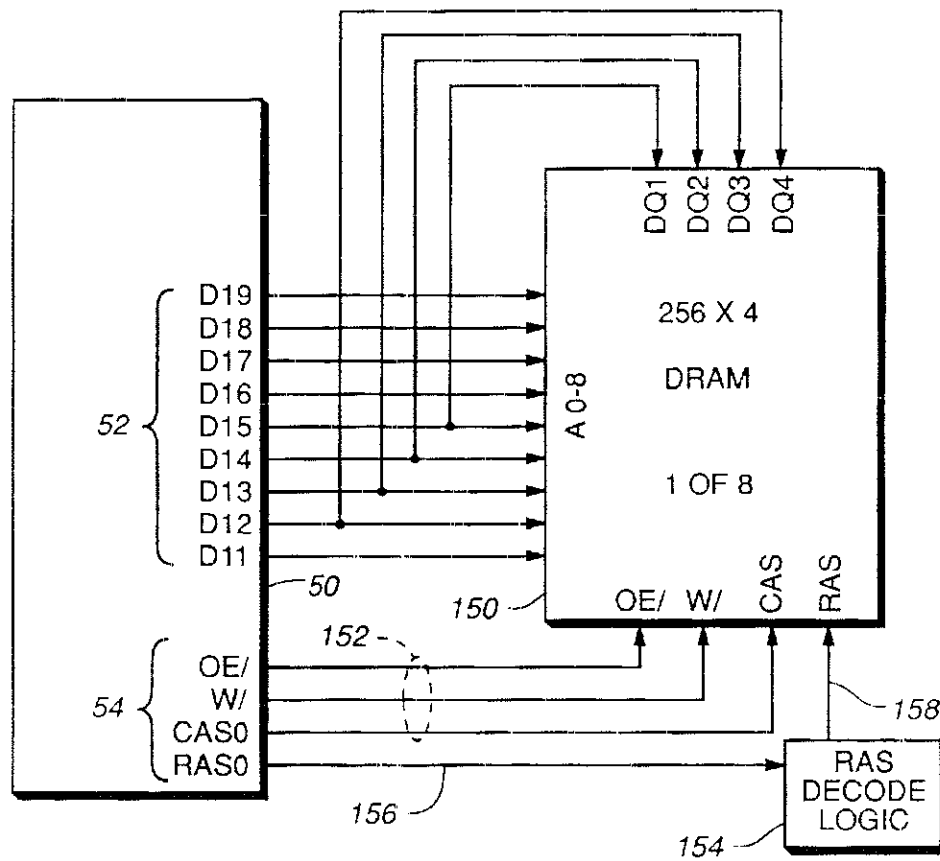 DQ1
DQ2
DQ3
DQ4
D19
D18
D17
D16
D15
D14
D13
D12
D11
52
A 0-8
256 X 4
DRAM
1 OF 8
50
150
OE/
W/
CAS
RAS
152
54
OE/
W/
CAS0
RAS0
156
158
RAS
DECODE
LOGIC
154